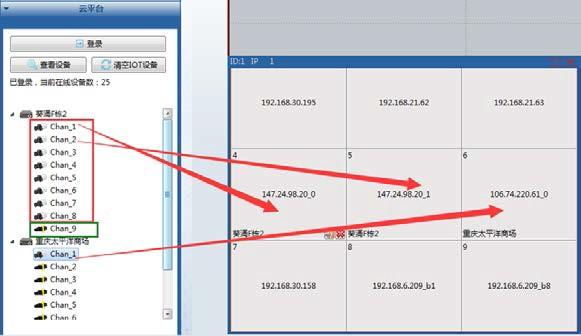 云平台
登录
查看设备
清空IOT设备
已登录，当前在线设备数：25
葵涌F栋2
Chan_1
Chan_2
Chan_3
Chan_4
Chan_5
Chan_6
Chan_7
Chan_8
Chan_9
重庆太平洋商场
Chan_1
Chan_2
Chan_3
Chan_4
Chan_5
Chan_6
ID:1 IP 1
192.168.30.195
192.168.21.62
192.168.21.63
4
147.24.98.20_0
葵涌F栋2
5
147.24.98.20_1
葵涌F栋2
6
106.74.220.61_0
重庆太平洋商场
7
192.168.30.158
8
192.168.6.209_b1
9
192.168.6.209_b8